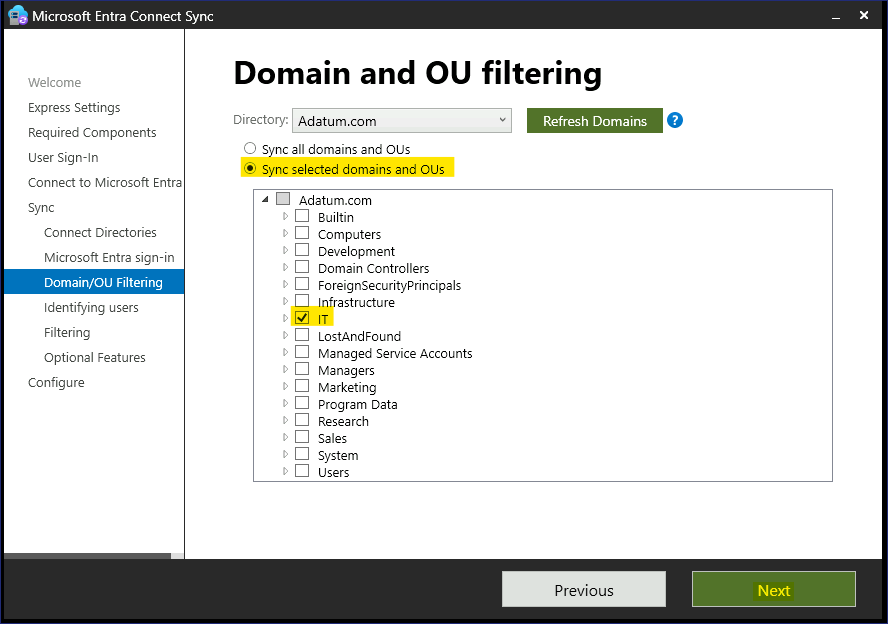 Microsoft Entra Connect Sync
Welcome
Express Settings
Required Components
User Sign-In
Connect to Microsoft Entra
Sync
Connect Directories
Microsoft Entra sign-in
Domain/OU Filtering
Identifying users
Filtering
Optional Features
Configure
Domain and OU filtering
Directory: Adatum.com Refresh Domains ?
Sync all domains and OUs
Sync selected domains and OUs
Adatum.com
Builtin
Computers
Development
Domain Controllers
ForeignSecurityPrincipals
Infrastructure
IT
LostAndFound
Managed Service Accounts
Managers
Marketing
Program Data
Research
Sales
System
Users
Previous Next